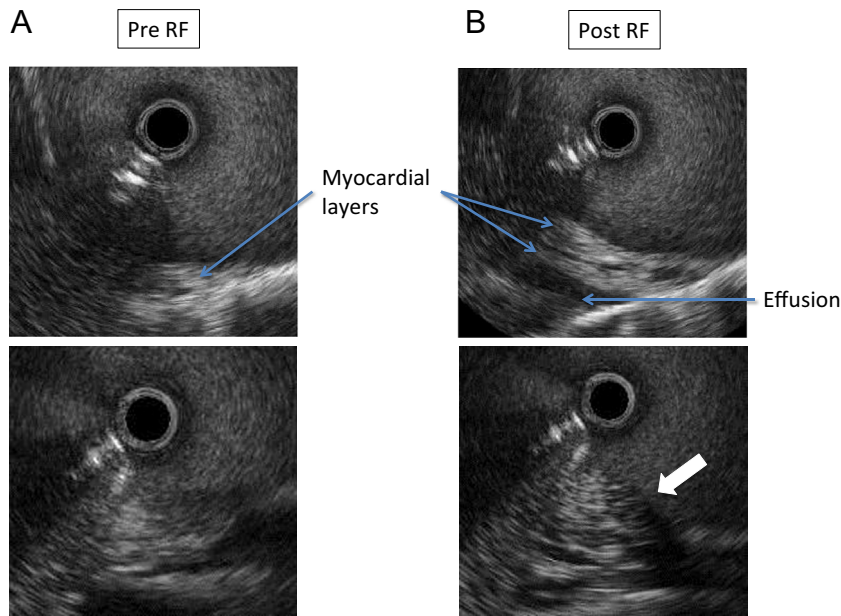 A
Pre RF
B
Post RF
Myocardial
layers
Effusion